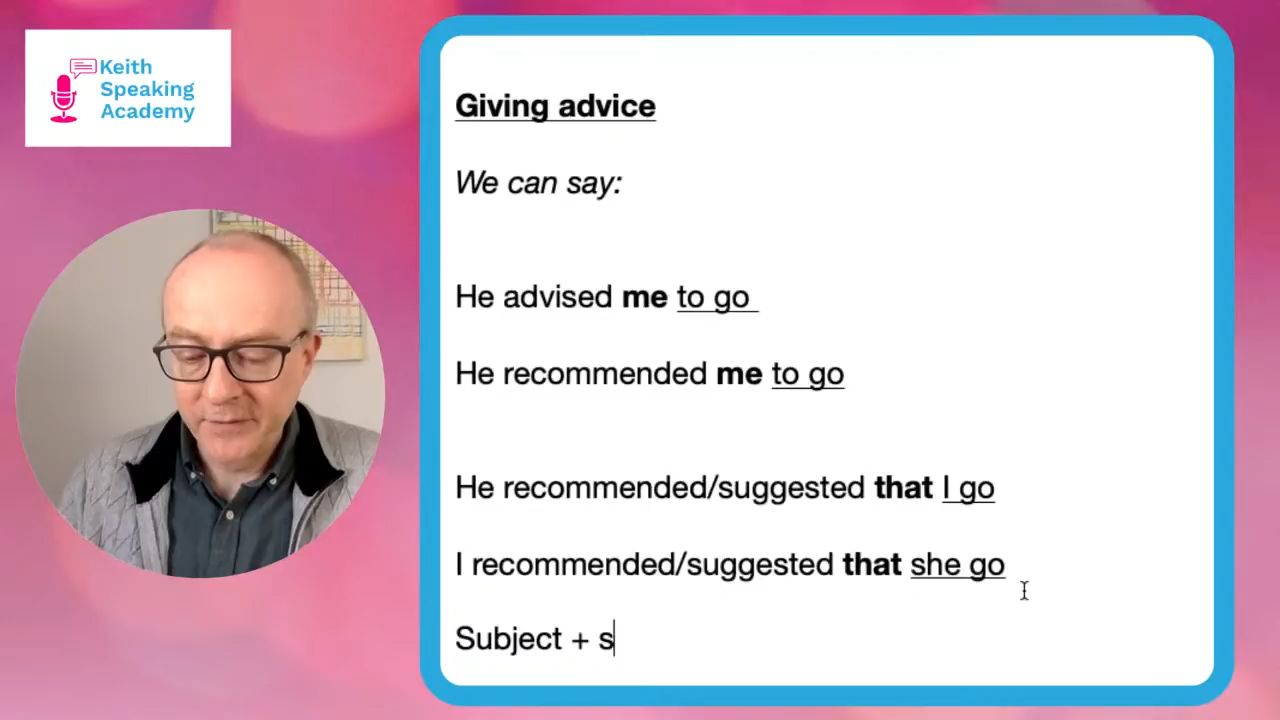 Keith
Speaking
Academy
Giving advice
We can say:
He advised me to go
He recommended me to go
He recommended/suggested that I go
I recommended/suggested that she go
Subject + s